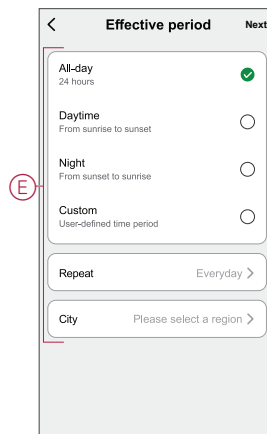 Effective period Next
All-day
24 hours
Daytime
From sunrise to sunset
Night
From sunset to sunrise
Custom
User-defined time period
E
Repeat Everyday
City Please select a region